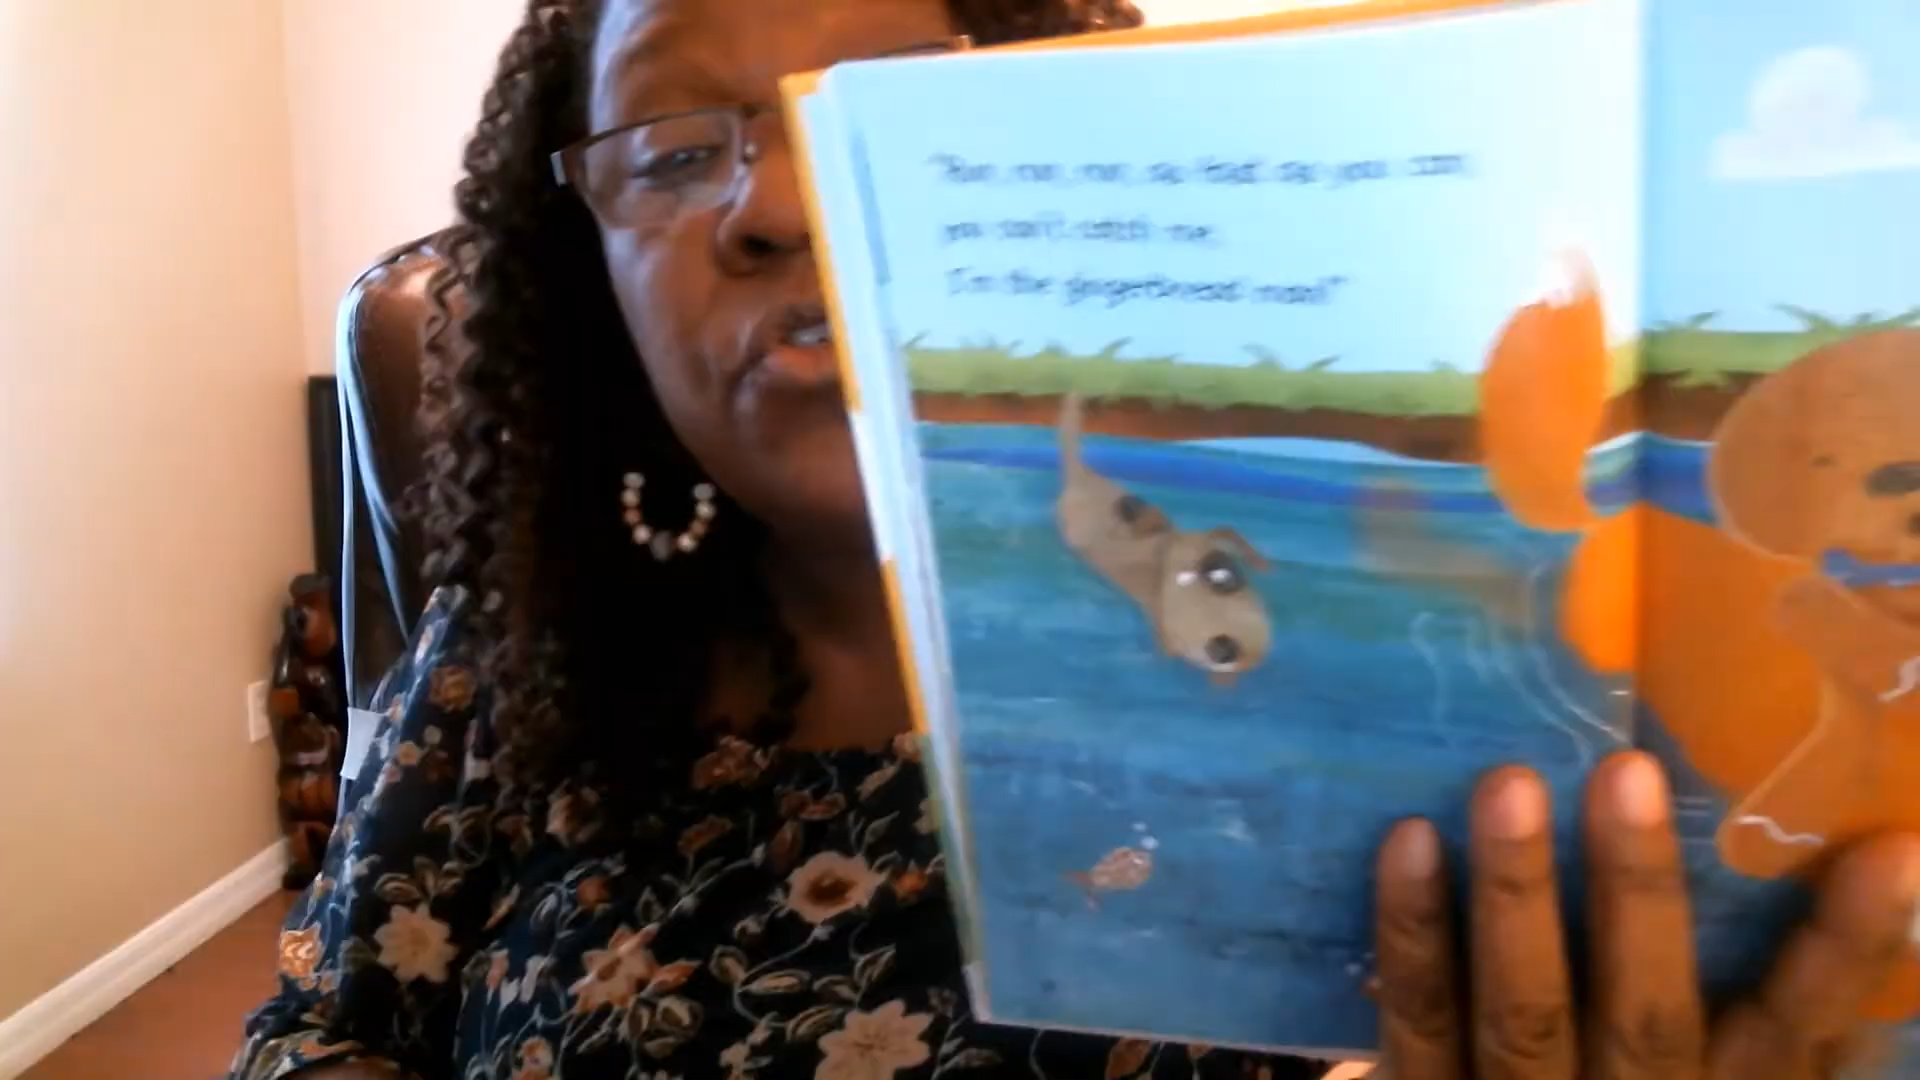 "Run, run, run, as fast as you can,
you can't catch me.
I'm the gingerbread man!"